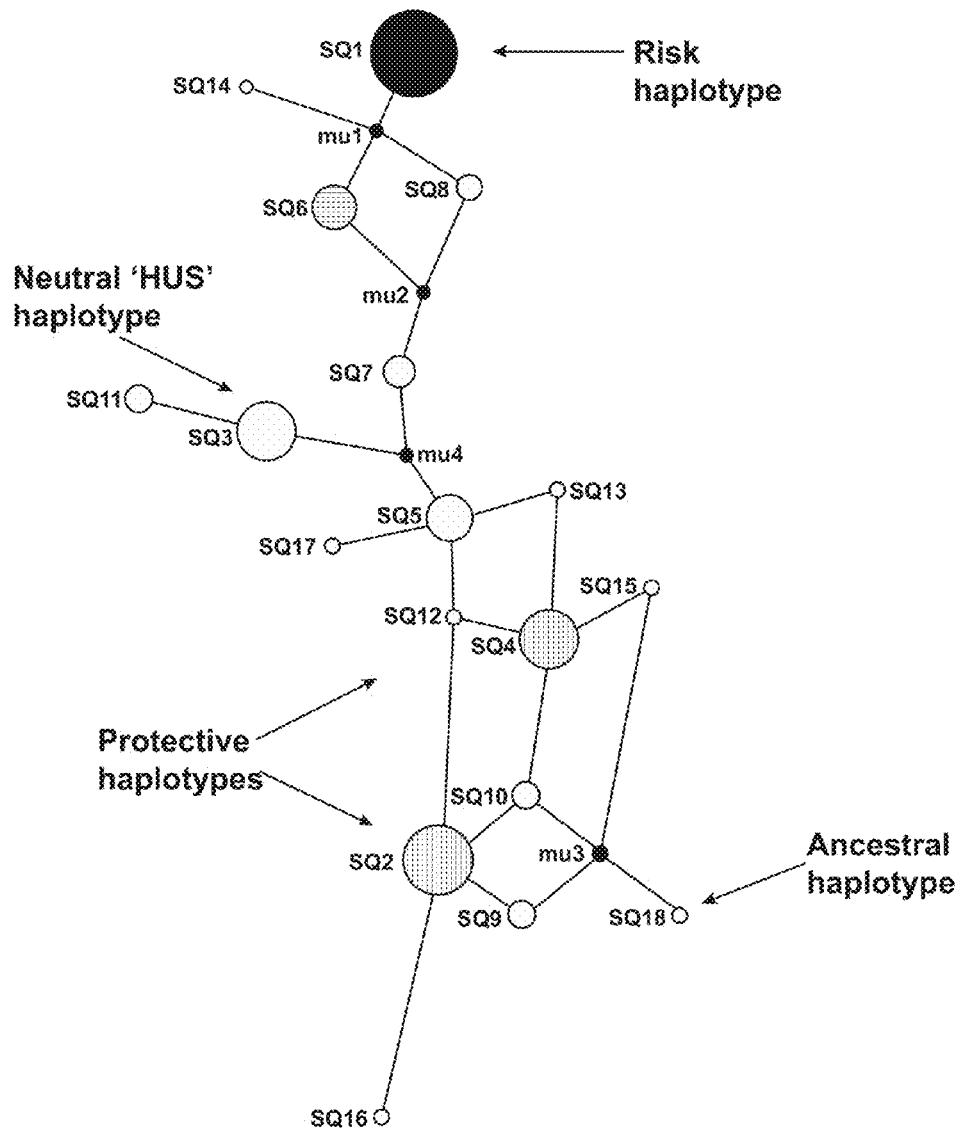 SQ1
Risk
haplotype
SQ14
mu1
SQ6
SQ8
Neutral ‘HUS’
haplotype
mu2
SQ7
SQ11
SQ3
mu4
SQ13
SQ5
SQ17
SQ15
SQ12
SQ4
Protective
haplotypes
SQ10
mu3
SQ2
Ancestral
haplotype
SQ9
SQ18
SQ16